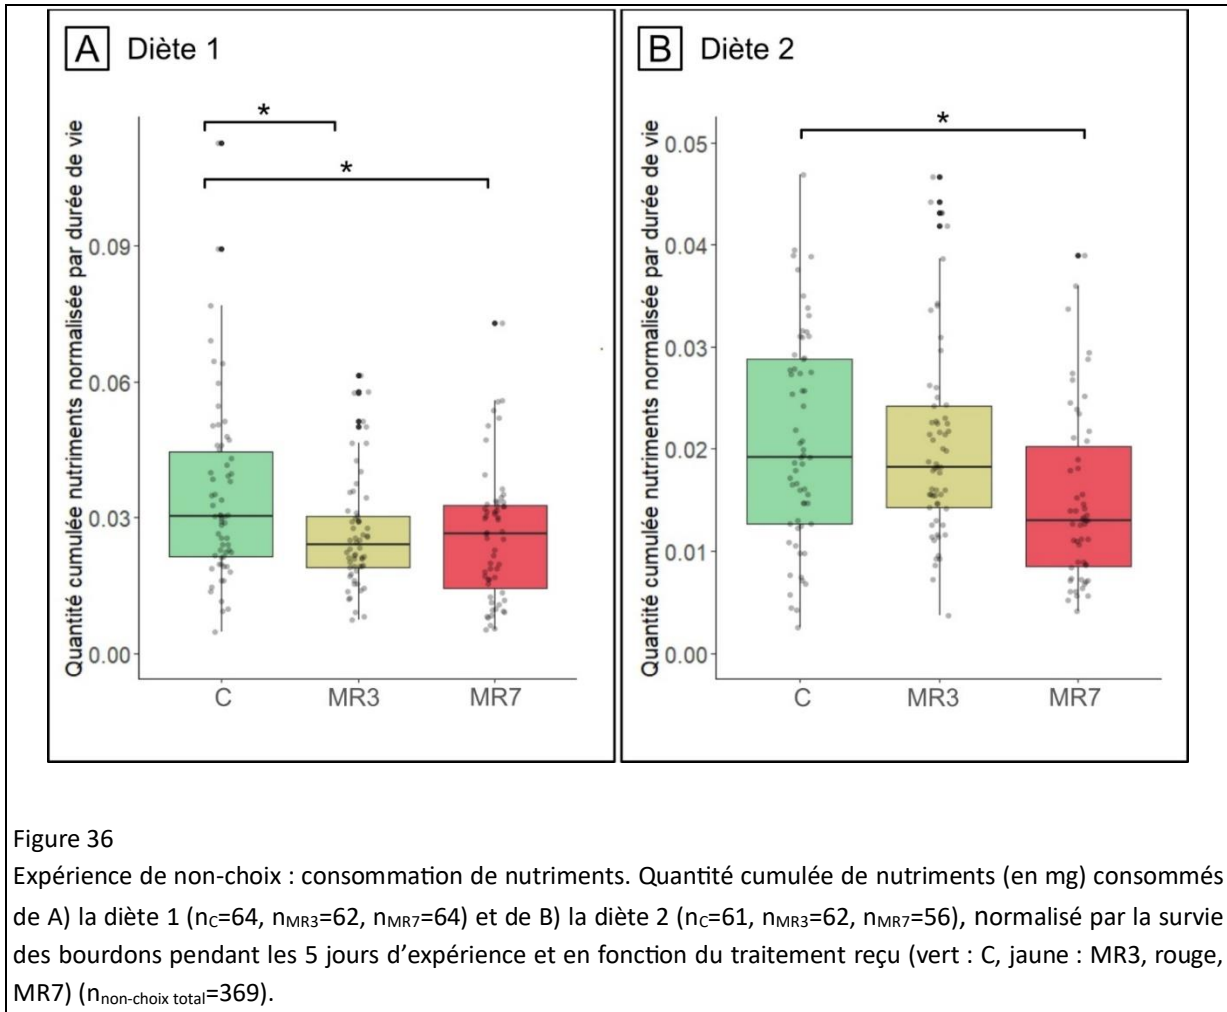 A Diète 1
Quantité cumulée nutriments normalisée par durée de vie
0.09
0.06
0.03
0.00
*
*
C MR3 MR7
B Diète 2
Quantité cumulée nutriments normalisée par durée de vie
0.05
0.04
0.03
0.02
0.01
0.00
*
C MR3 MR7
Figure 36
Expérience de non-choix : consommation de nutriments. Quantité cumulée de nutriments (en mg) consommés
de A) la diète 1 (nC=64, nMR3=62, nMR7=64) et de B) la diète 2 (nC=61, nMR3=62, nMR7=56), normalisé par la survie
des bourdons pendant les 5 jours d’expérience et en fonction du traitement reçu (vert : C, jaune : MR3, rouge,
MR7) (nnon-choix total=369).